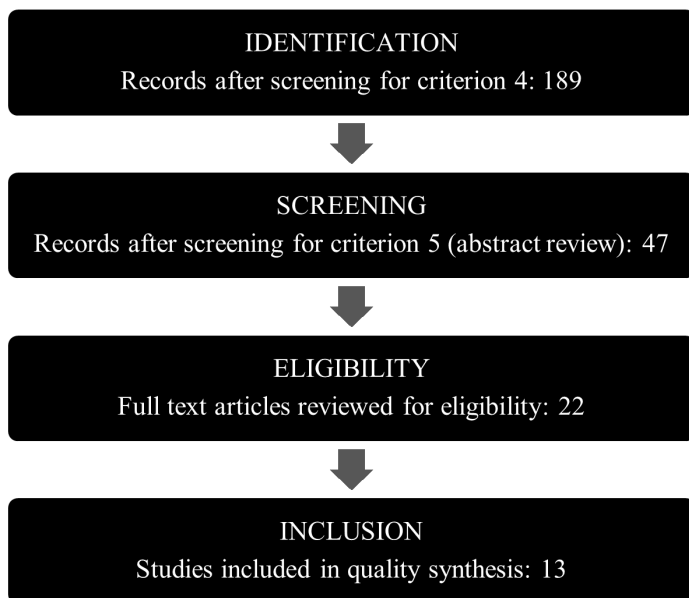 IDENTIFICATION
Records after screening for criterion 4: 189
SCREENING
Records after screening for criterion 5 (abstract review): 47
ELIGIBILITY
Full text articles reviewed for eligibility: 22
INCLUSION
Studies included in quality synthesis: 13